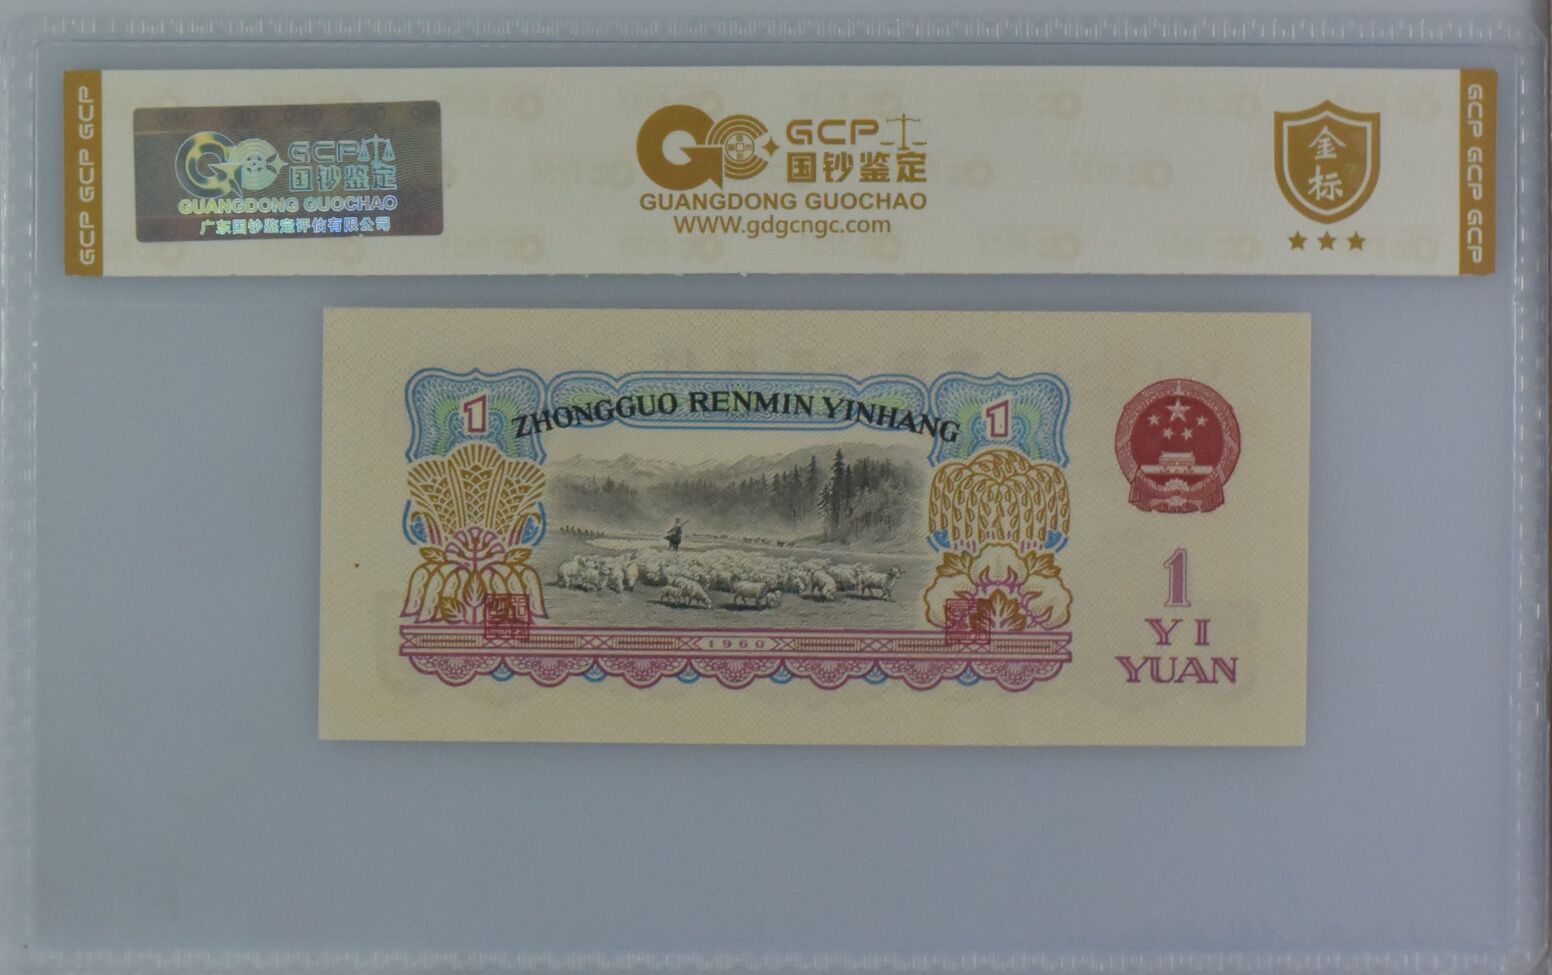 GCP GCP GCP
GCP
国钞鉴定
GUANGDONG GUOCHAO
广东国钞鉴定评估有限公司
GCP
国钞鉴定
GUANGDONG GUOCHAO
WWW.gdgcngc.com
金标
GCP GCP GCP
ZHONGGUO RENMIN YINHANG
1
1
1960
1
YI
YUAN